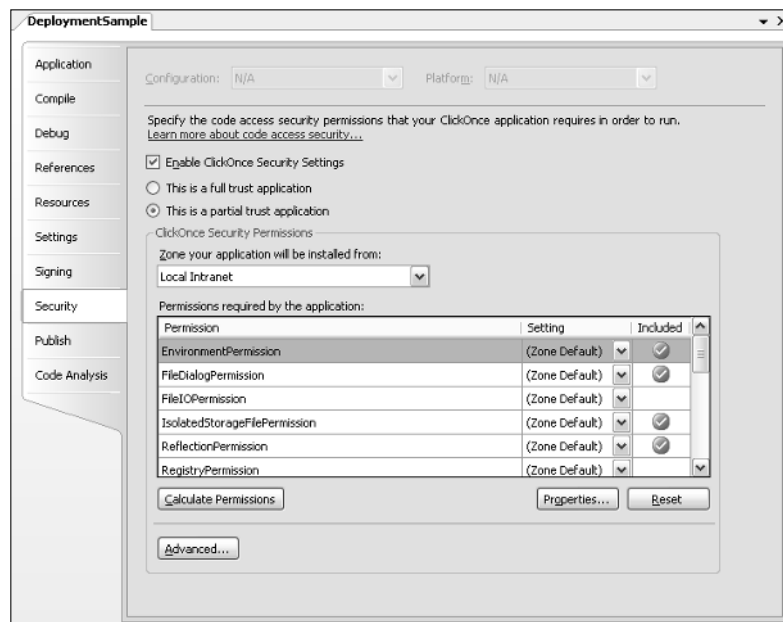 DeploymentSample
Application
Compile
Debug
References
Resources
Settings
Signing
Security
Publish
Code Analysis
Configuration: N/A Platform: N/A
Specify the code access security permissions that your ClickOnce application requires in order to run.
Learn more about code access security...
Enable ClickOnce Security Settings
This is a full trust application
This is a partial trust application
ClickOnce Security Permissions
Zone your application will be installed from:
Local Intranet
Permissions required by the application:
Permission Setting Included
EnvironmentPermission (Zone Default)
FileDialogPermission (Zone Default)
FileIOPermission (Zone Default)
IsolatedStorageFilePermission (Zone Default)
ReflectionPermission (Zone Default)
RegistryPermission (Zone Default)
Calculate Permissions Properties... Reset
Advanced...